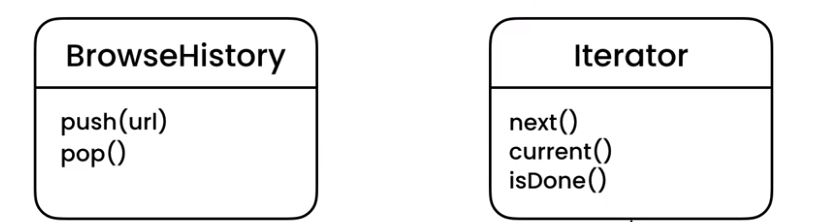 BrowseHistory
push(url)
pop()
Iterator
next()
current()
isDone()